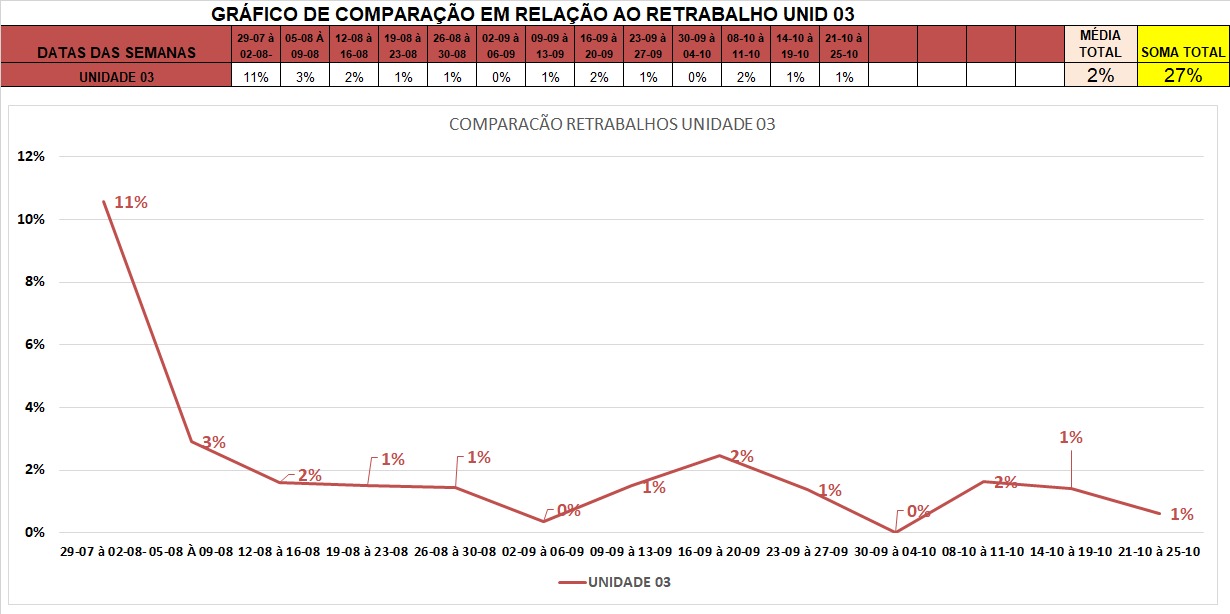 GRÁFICO DE COMPARAÇÃO EM RELAÇÃO AO RETRABALHO UNID 03
DATAS DAS SEMANAS 29-07 à 02-08- 05-08 À 09-08 12-08 à 16-08 19-08 à 23-08 26-08 à 30-08 02-09 à 06-09 09-09 à 13-09 16-09 à 20-09 23-09 à 27-09 30-09 à 04-10 08-10 à 11-10 14-10 à 19-10 21-10 à 25-10 MÉDIA TOTAL SOMA TOTAL
UNIDADE 03 11% 3% 2% 1% 1% 0% 1% 2% 1% 0% 2% 1% 1% 2% 27%
COMPARACÃO RETRABALHOS UNIDADE 03
12%
11%
10%
8%
6%
4%
3% 2% 1% 1% 0% 1% 2% 1% 0% 2% 1% 1%
2%
0%
29-07 à 02-08- 05-08 À 09-08 12-08 à 16-08 19-08 à 23-08 26-08 à 30-08 02-09 à 06-09 09-09 à 13-09 16-09 à 20-09 23-09 à 27-09 30-09 à 04-10 08-10 à 11-10 14-10 à 19-10 21-10 à 25-10
UNIDADE 03